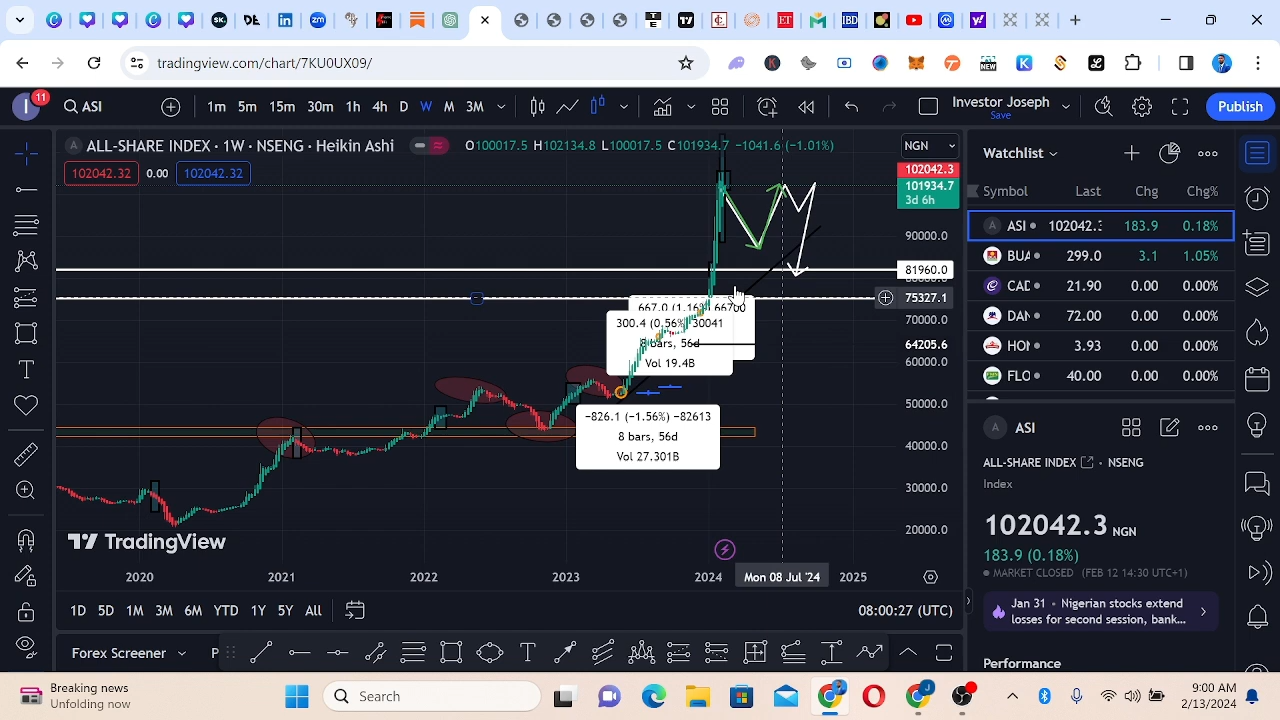 tradingview.com/chart/7KU0UX09/
11
ASI
1m 5m 15m 30m 1h 4h D W M 3M
Investor Joseph
Save
Publish
ALL-SHARE INDEX · 1W · NSENG · Heikin Ashi
O100017.5 H102134.8 L100017.5 C101934.7 −1041.6 (−1.01%)
NGN
102042.32 0.00 102042.32
102042.3
101934.7
3d 6h
90000.0
81960.0
75327.1
70000.0
64205.6
60000.0
50000.0
40000.0
30000.0
20000.0
667.0 (1.16%) 66700
300.4 (0.56%) 30041
8 bars, 56d
Vol 19.4B
−826.1 (−1.56%) −82613
8 bars, 56d
Vol 27.301B
TradingView
2020 2021 2022 2023 2024 Mon 08 Jul '24 2025
1D 5D 1M 3M 6M YTD 1Y 5Y All
08:00:27 (UTC)
Forex Screener
P
Watchlist
Symbol Last Chg Chg%
ASI 102042.3 183.9 0.18%
BUA 299.0 3.1 1.05%
CAD 21.90 0.00 0.00%
DAN 72.00 0.00 0.00%
HON 3.93 0.00 0.00%
FLO 40.00 0.00 0.00%
ASI
ALL-SHARE INDEX · NSENG
Index
102042.3 NGN
183.9 (0.18%)
MARKET CLOSED (FEB 12 14:30 UTC+1)
Jan 31 · Nigerian stocks extend
losses for second session, bank...
Performance
Breaking news
Unfolding now
Search
9:00 AM
2/13/2024